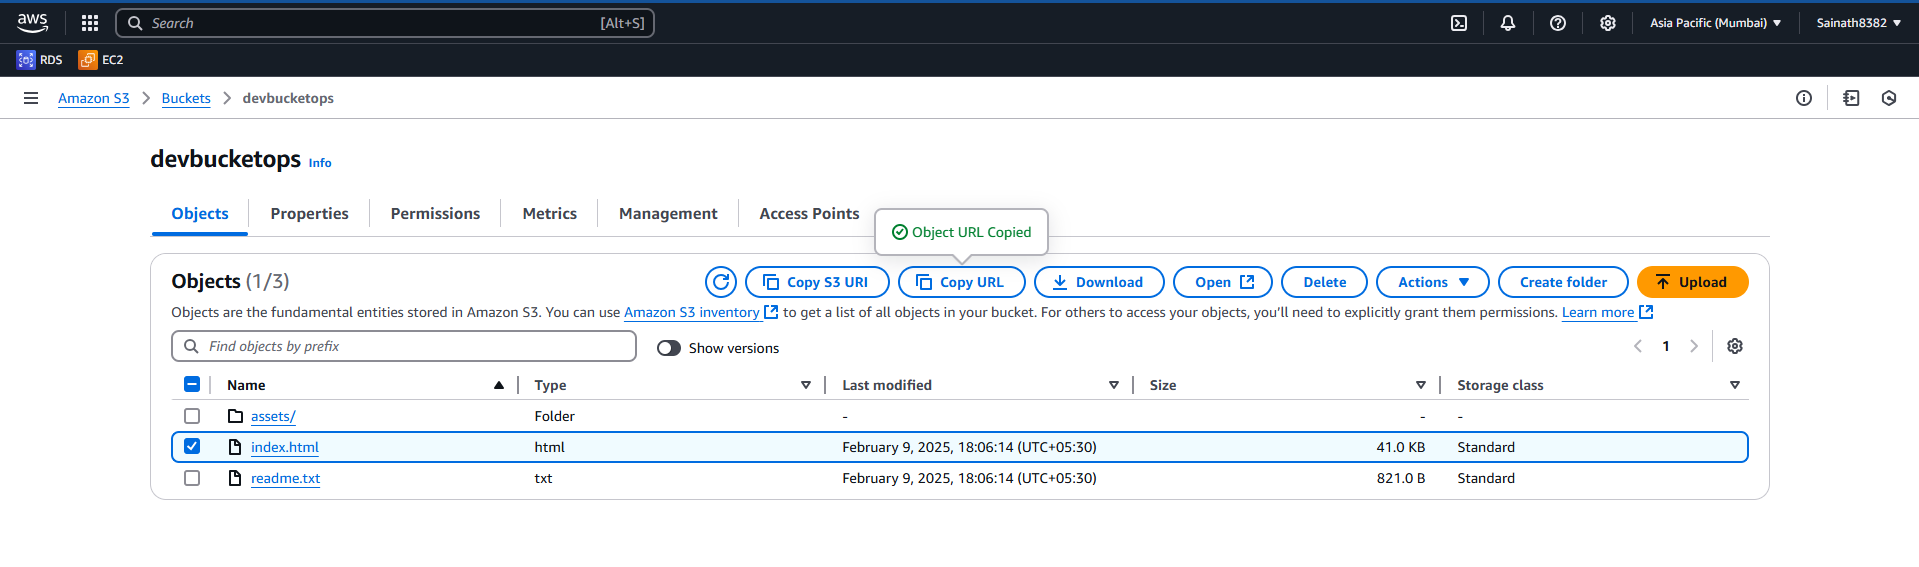 aws Search [Alt+S] Asia Pacific (Mumbai) Sainath8382
RDS EC2
Amazon S3 Buckets devbucketops
devbucketops Info
Objects Properties Permissions Metrics Management Access Points
Object URL Copied
Objects (1/3) Copy S3 URI Copy URL Download Open Delete Actions Create folder Upload
Objects are the fundamental entities stored in Amazon S3. You can use Amazon S3 inventory to get a list of all objects in your bucket. For others to access your objects, you’ll need to explicitly grant them permissions. Learn more
Find objects by prefix Show versions 1
Name Type Last modified Size Storage class
assets/ Folder - - -
index.html html February 9, 2025, 18:06:14 (UTC+05:30) 41.0 KB Standard
readme.txt txt February 9, 2025, 18:06:14 (UTC+05:30) 821.0 B Standard